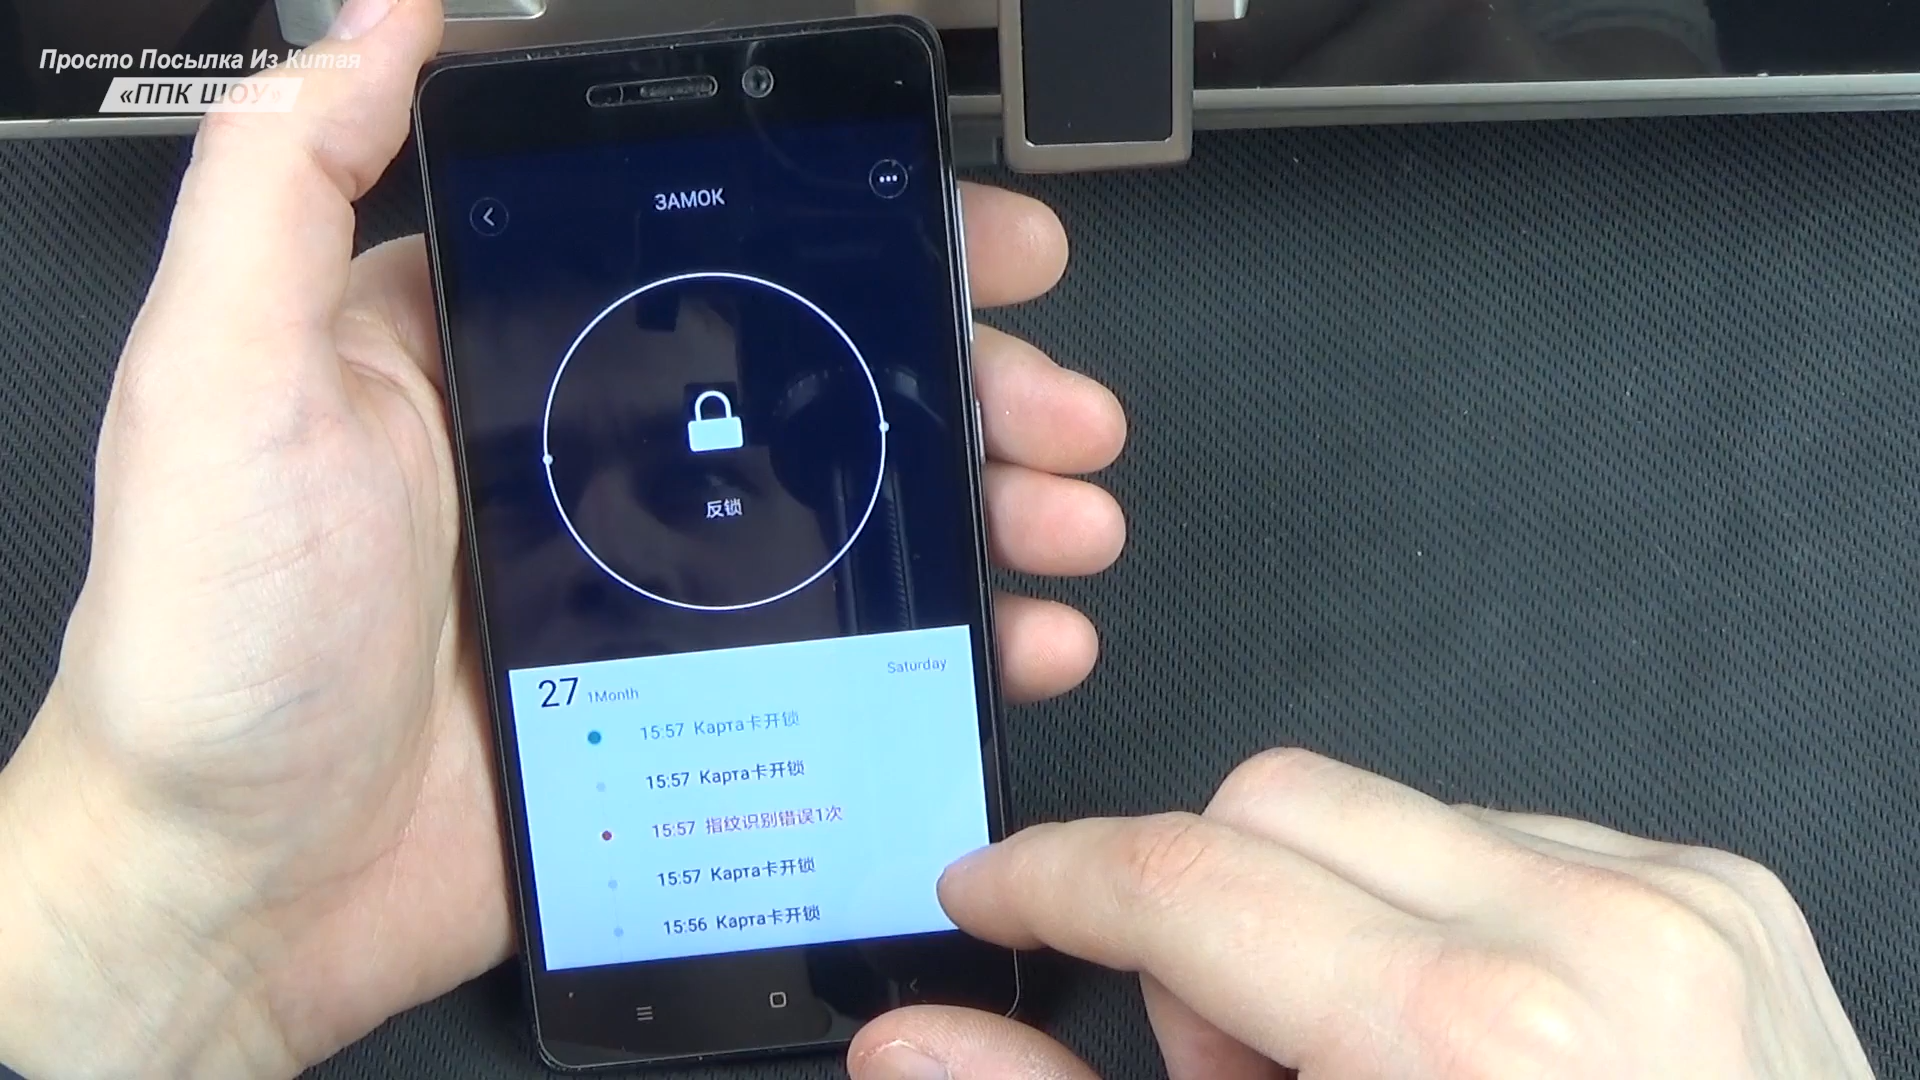 Просто Посылка Из Китая
«ППК ШОУ»
ЗАМОК
反锁
27 1Month
Saturday
15:57 Карта卡开锁
15:57 Карта卡开锁
15:57 指纹识别错误1次
15:57 Карта卡开锁
15:56 Карта卡开锁